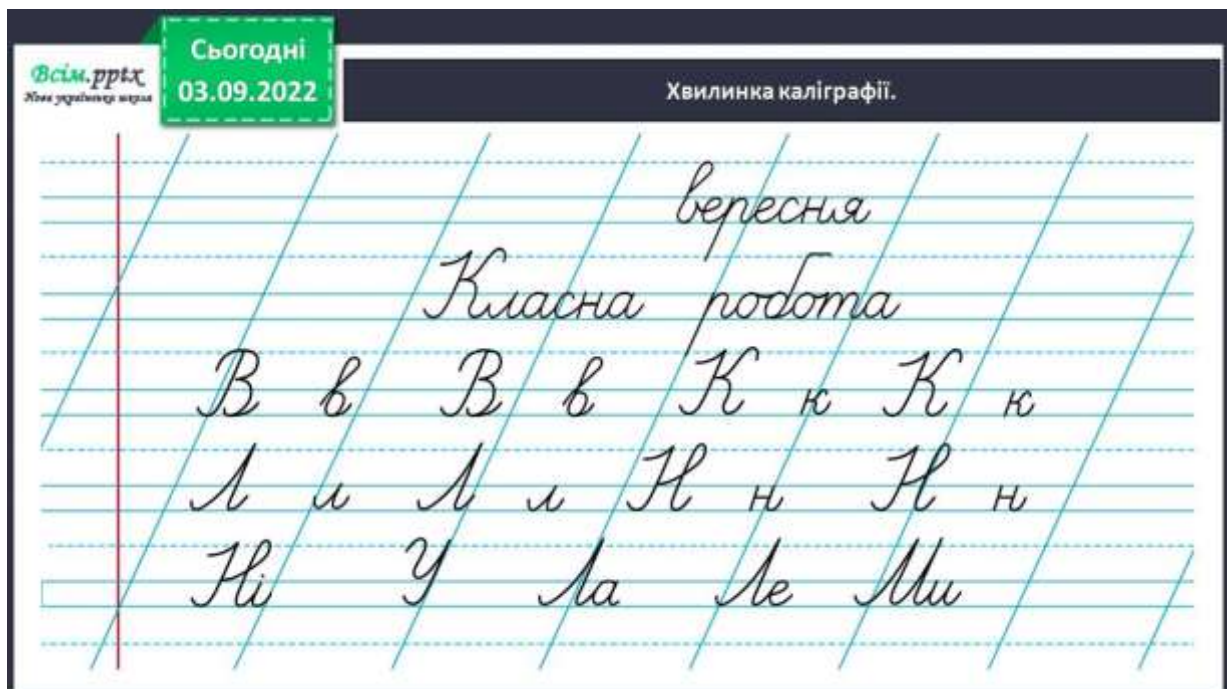 Всім.pptx
Нова українська школа
Сьогодні
03.09.2022
Хвилинка каліграфії.
вересня
Класна робота
В в В в К к К к
Л л Л л Н н Н н
Ні У Ла Ле Ми